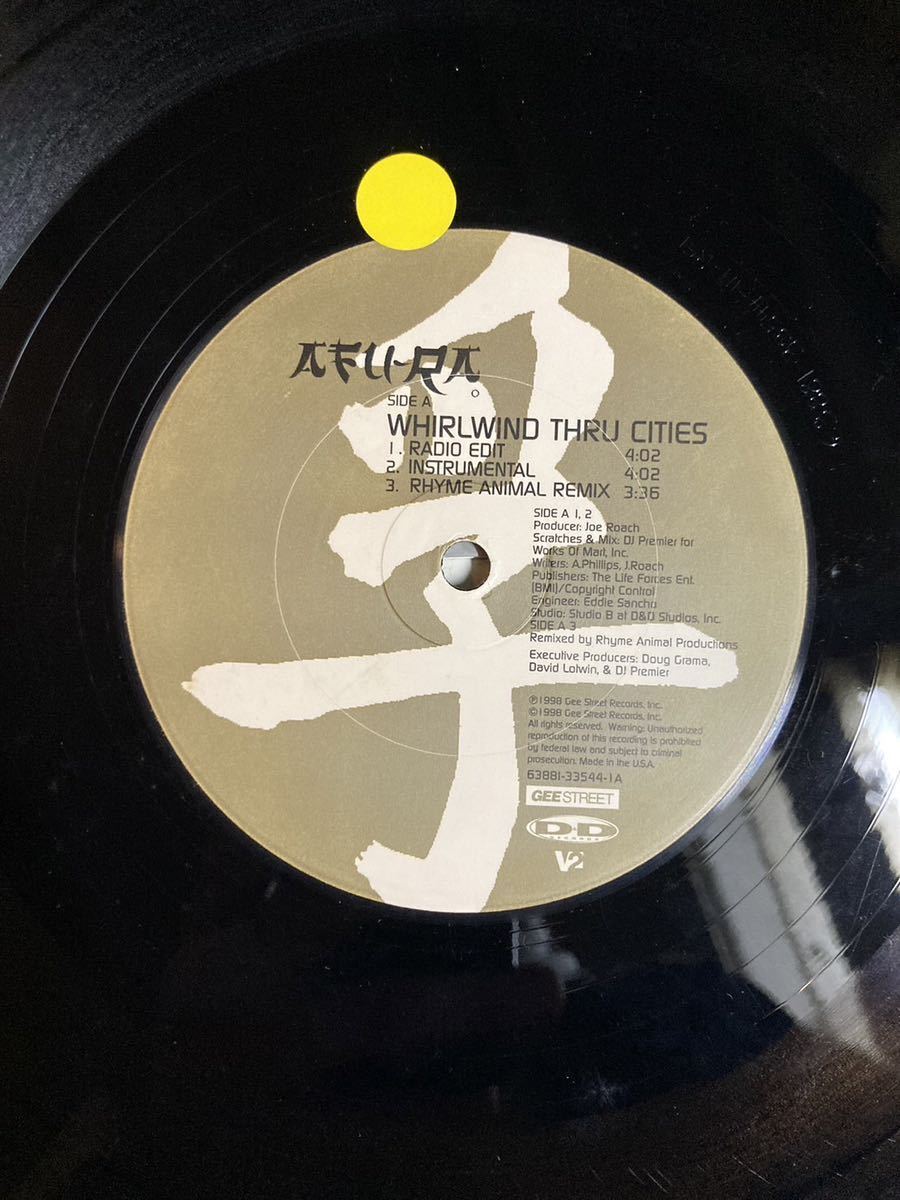 AFU-RA
SIDE A
WHIRLWIND THRU CITIES
1. RADIO EDIT 4:02
2. INSTRUMENTAL 4:02
3. RHYME ANIMAL REMIX 3:36
SIDE A 1, 2
Producer: Joe Roach
Scratches & Mix: DJ Premier for
Works Of Mart, Inc.
Writers: A.Phillips, J.Roach
Publishers: The Life Forces Ent.
(BMI)/Copyright Control
Engineer: Eddie Sancho
Studio: Studio B at D&D Studios, Inc.
SIDE A 3
Remixed by Rhyme Animal Productions
Executive Producers: Doug Grama,
David Lotwin, & DJ Premier
℗1998 Gee Street Records, Inc.
©1998 Gee Street Records, Inc.
All rights reserved. Warning: Unauthorized
reproduction of this recording is prohibited
by federal law and subject to criminal
prosecution. Made in the U.S.A.
63881-33544-1A
GEE STREET
D&D
RECORDS
V2